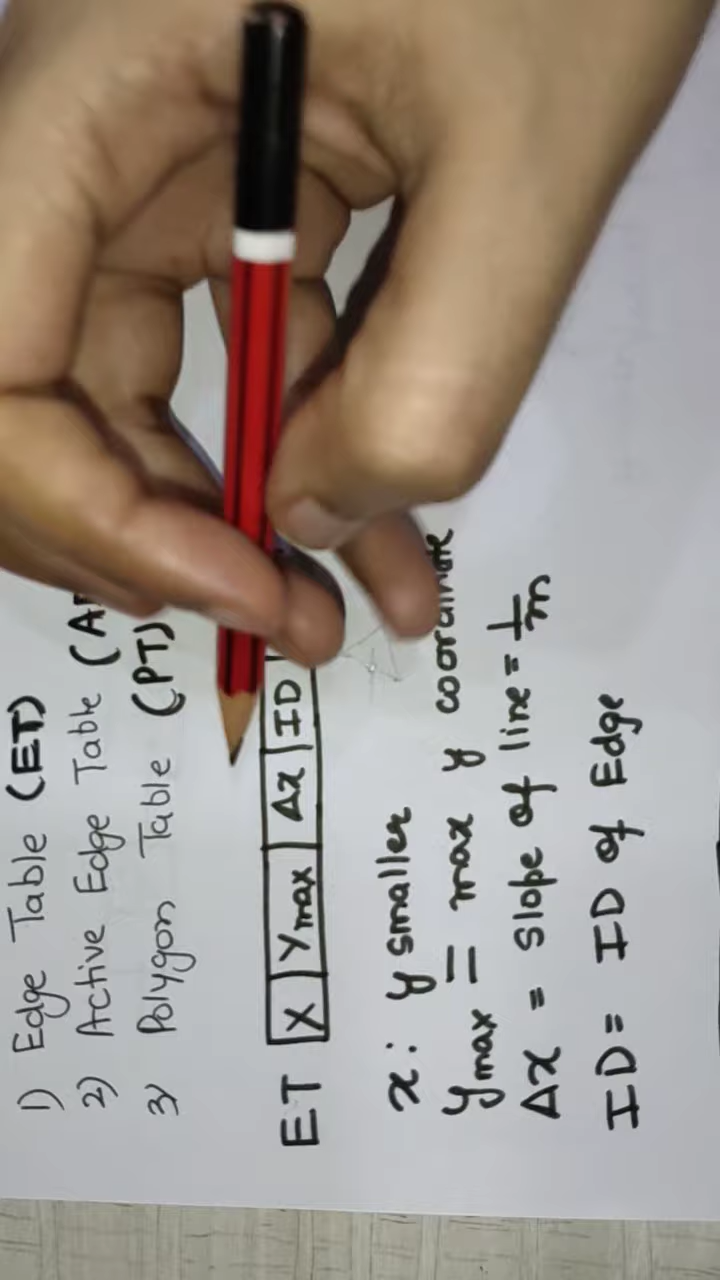 1) Edge Table (ET)
2) Active Edge Table
3) Polygon Table (PT)
ET X Ymax Δx ID
x: y smaller
ymax = max y coordinate
Δx = slope of line = 1/m
ID = ID of Edge